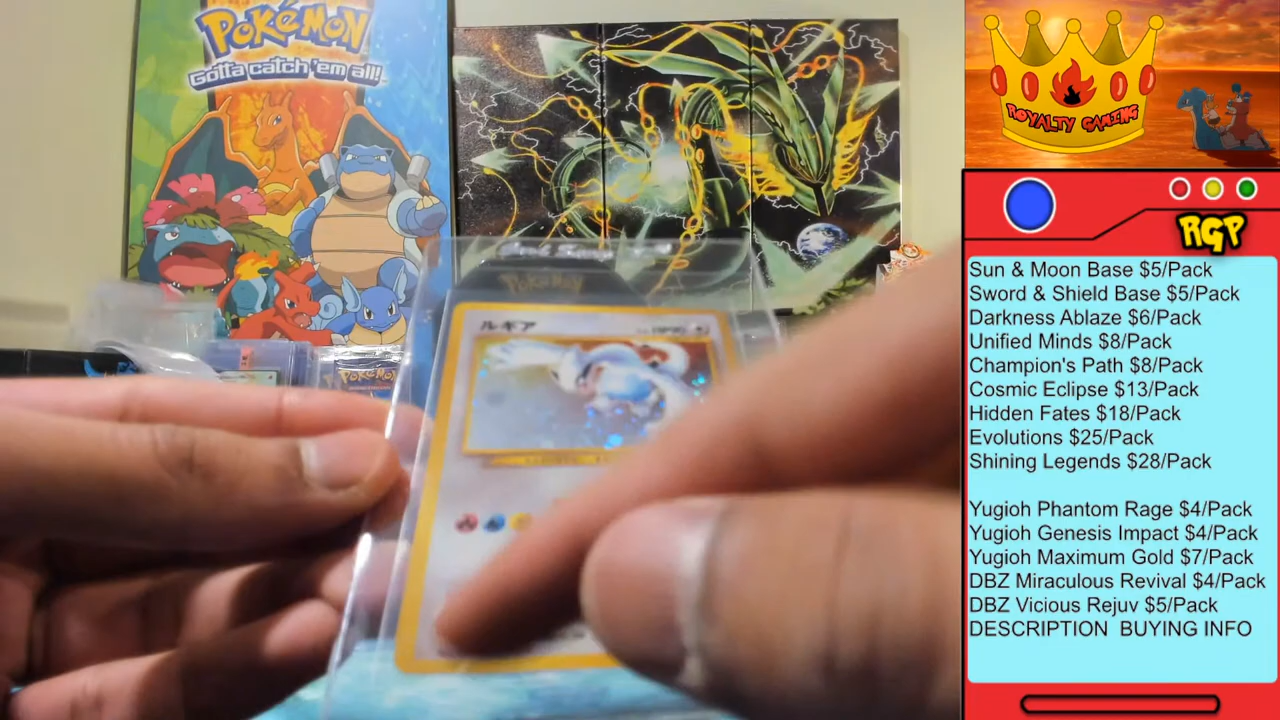 POKéMON
Gotta catch 'em all!
ROYALTY GAMING
RGP
Sun & Moon Base $5/Pack
Sword & Shield Base $5/Pack
Darkness Ablaze $6/Pack
Unified Minds $8/Pack
Champion's Path $8/Pack
Cosmic Eclipse $13/Pack
Hidden Fates $18/Pack
Evolutions $25/Pack
Shining Legends $28/Pack
Yugioh Phantom Rage $4/Pack
Yugioh Genesis Impact $4/Pack
Yugioh Maximum Gold $7/Pack
DBZ Miraculous Revival $4/Pack
DBZ Vicious Rejuv $5/Pack
DESCRIPTION BUYING INFO
POKéMON
ルギア
POKéMON